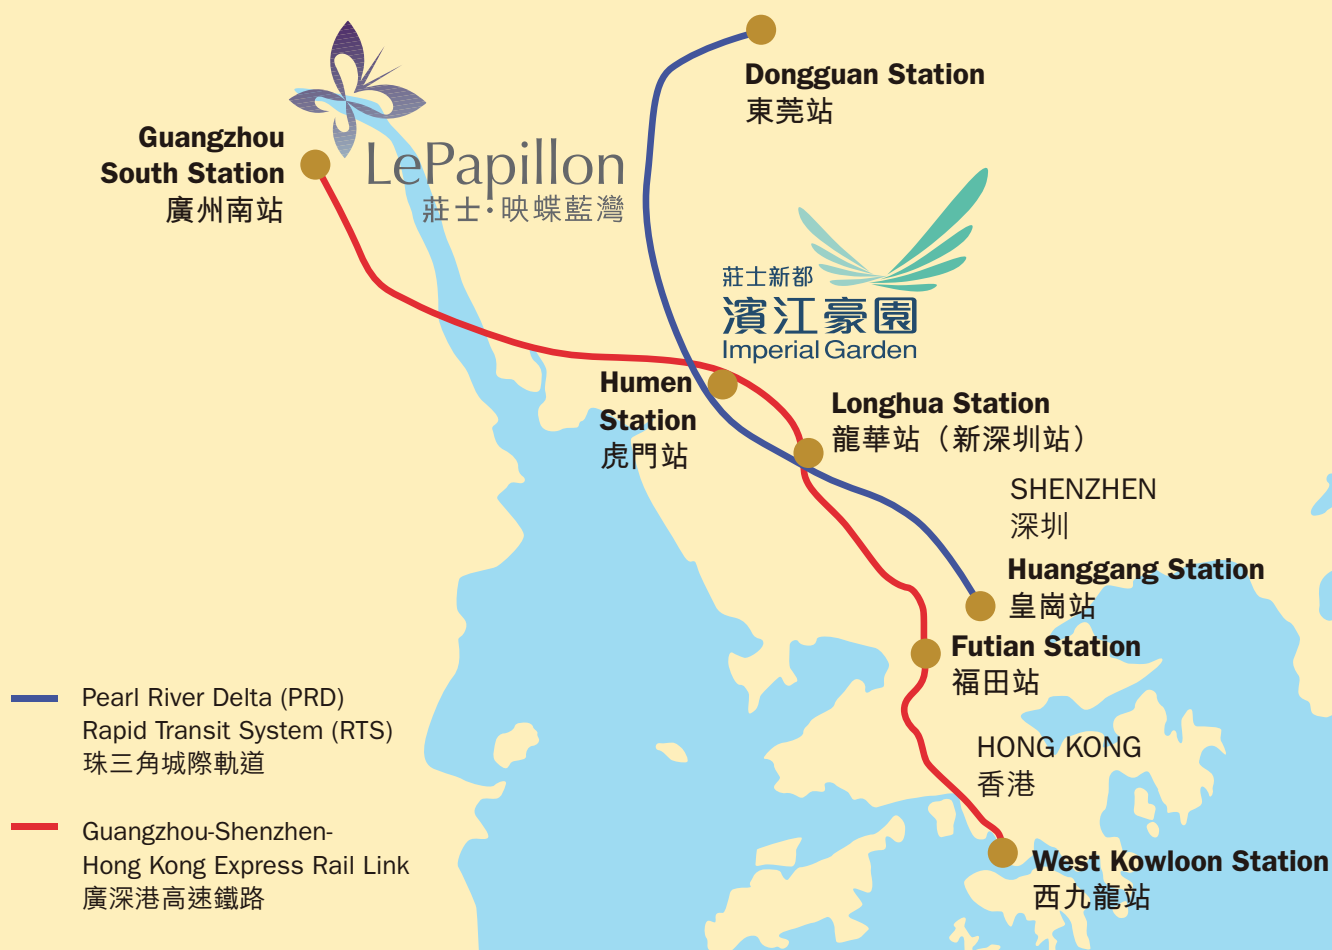 Dongguan Station
東莞站
Guangzhou
South Station
廣州南站
LePapillon
莊士·映蝶藍灣
莊士新都
濱江豪園
Imperial Garden
Humen
Station
虎門站
Longhua Station
龍華站（新深圳站）
SHENZHEN
深圳
Huanggang Station
皇崗站
Futian Station
福田站
Pearl River Delta (PRD)
Rapid Transit System (RTS)
珠三角城際軌道
HONG KONG
香港
Guangzhou-Shenzhen-
Hong Kong Express Rail Link
廣深港高速鐵路
West Kowloon Station
西九龍站